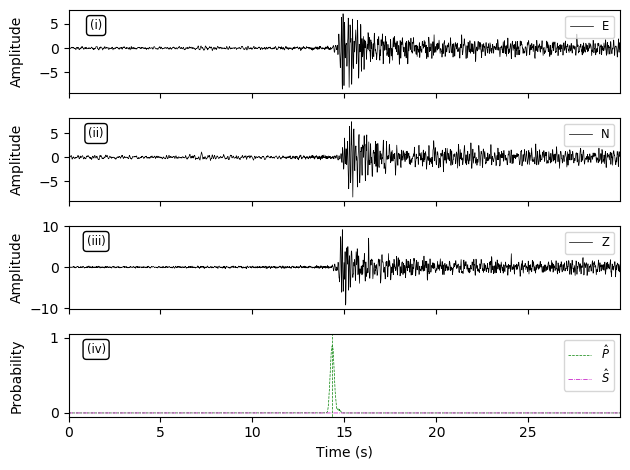 (i)
E
Amplitude
5
0
−5
(ii)
N
Amplitude
5
0
−5
(iii)
Z
Amplitude
10
0
−10
(iv)
P̂
Ŝ
Probability
1
0
0 5 10 15 20 25
Time (s)